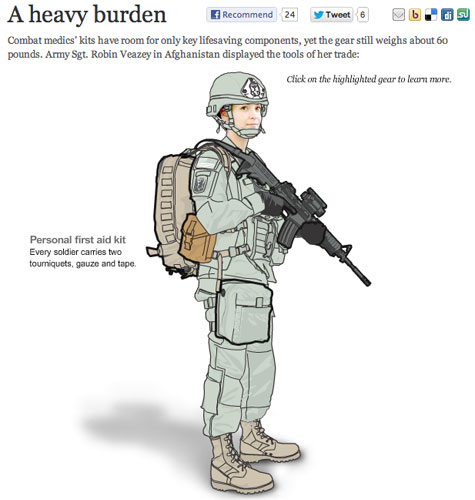 A heavy burden
Recommend 24 Tweet 6
Combat medics' kits have room for only key lifesaving components, yet the gear still weighs about 60
pounds. Army Sgt. Robin Veazey in Afghanistan displayed the tools of her trade:
Click on the highlighted gear to learn more.
Personal first aid kit
Every soldier carries two
tourniquets, gauze and tape.